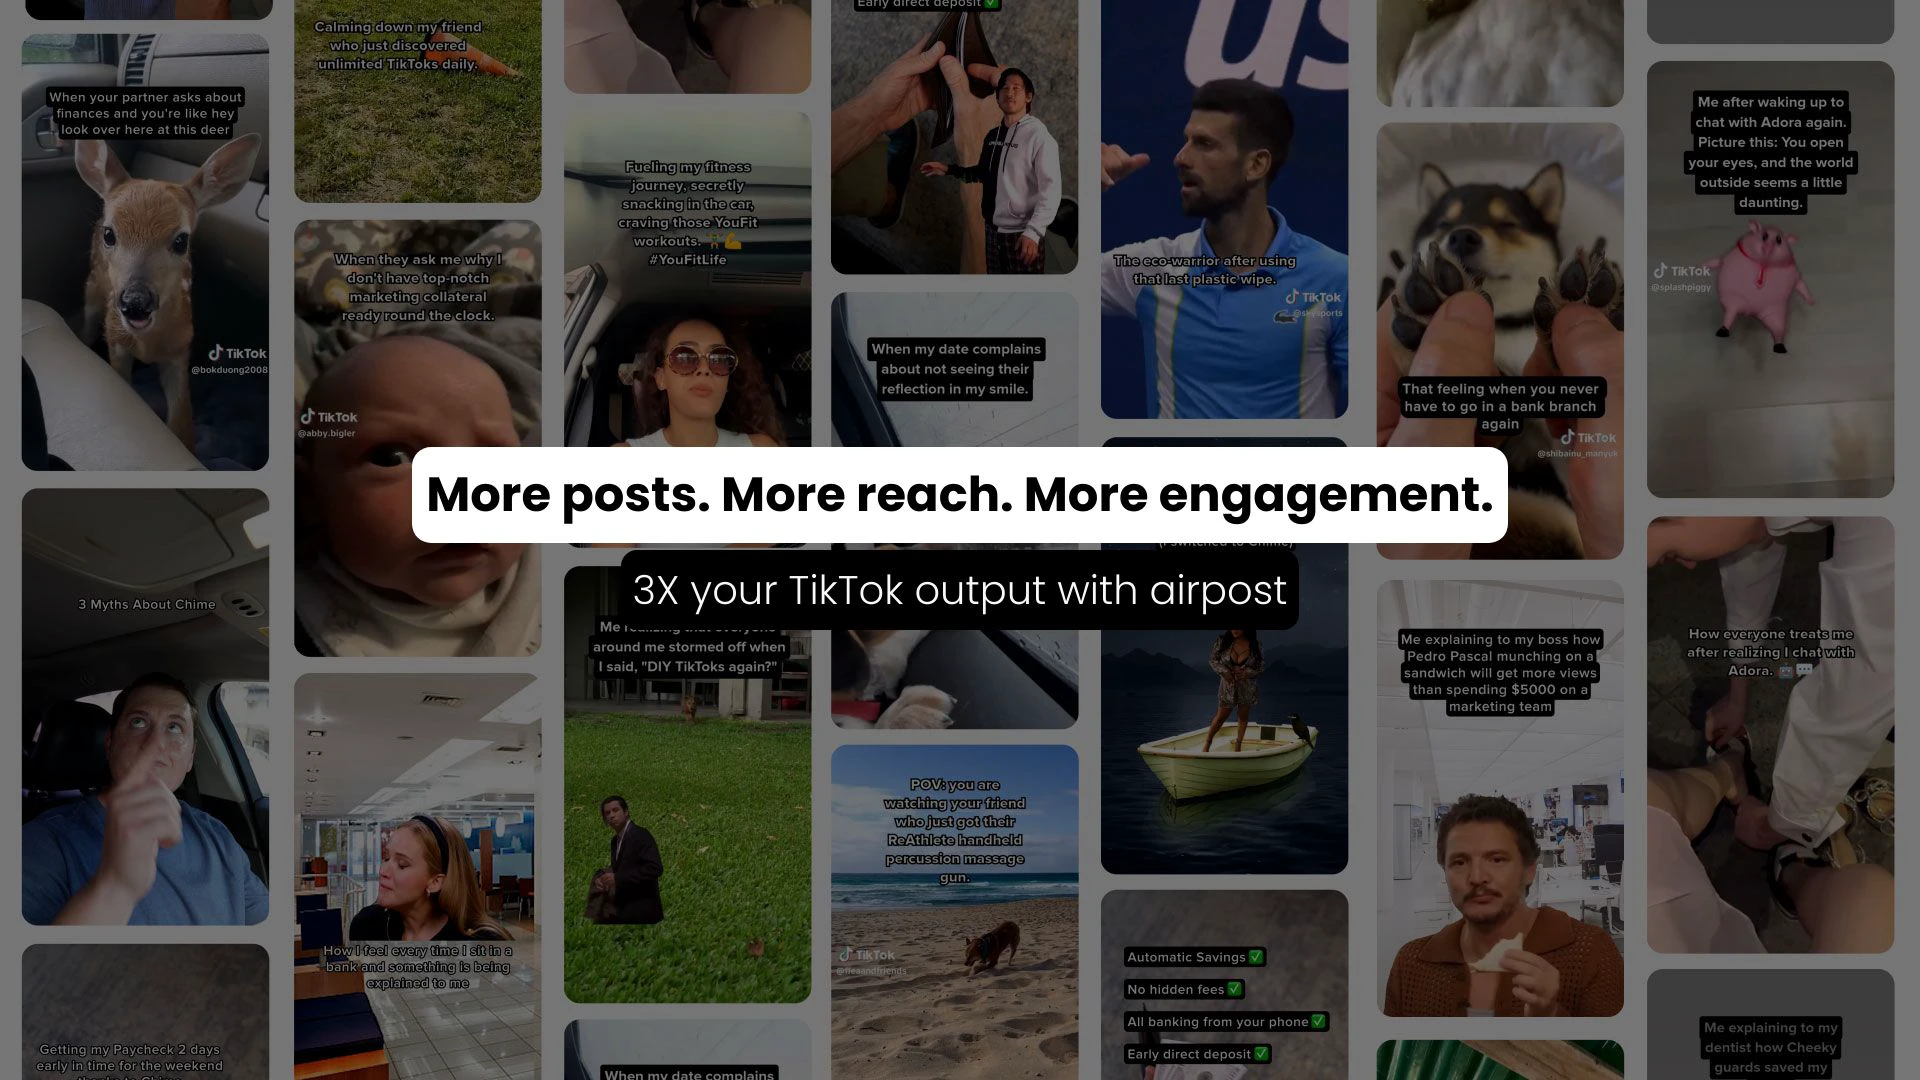 When your partner asks about
finances and you're like hey
look over here at this deer
TikTok
@bokduong2008
3 Myths About Chime
Getting my Paycheck 2 days
early in time for the weekend
Calming down my friend
who just discovered
unlimited TikToks daily.
When they ask me why I
don't have top-notch
marketing collateral
ready round the clock.
TikTok
@abby.bigler
How I feel every time I sit in a
bank and something is being
explained to me
Fueling my fitness
journey, secretly
snacking in the car,
craving those YouFit
workouts. 🏋️💪
#YouFitLife
More posts. More reach. More engagement.
3X your TikTok output with airpost
Me realizing that everyone
around me stormed off when
I said, "DIY TikToks again?"
When my date complains
Early direct deposit ✅
When my date complains
about not seeing their
reflection in my smile.
POV: you are
watching your friend
who just got their
ReAthlete handheld
percussion massage
gun.
TikTok
@fleaandfriends
us
The eco-warrior after using
that last plastic wipe.
TikTok
@skysports
(I switched to Chime)
Automatic Savings ✅
No hidden fees ✅
All banking from your phone ✅
Early direct deposit ✅
That feeling when you never
have to go in a bank branch
again
TikTok
@shibainu_manyuk
Me explaining to my boss how
Pedro Pascal munching on a
sandwich will get more views
than spending $5000 on a
marketing team
Me after waking up to
chat with Adora again.
Picture this: You open
your eyes, and the world
outside seems a little
daunting.
TikTok
@splashpiggy
How everyone treats me
after realizing I chat with
Adora. 🤖💬
Me explaining to my
dentist how Cheeky
guards saved my